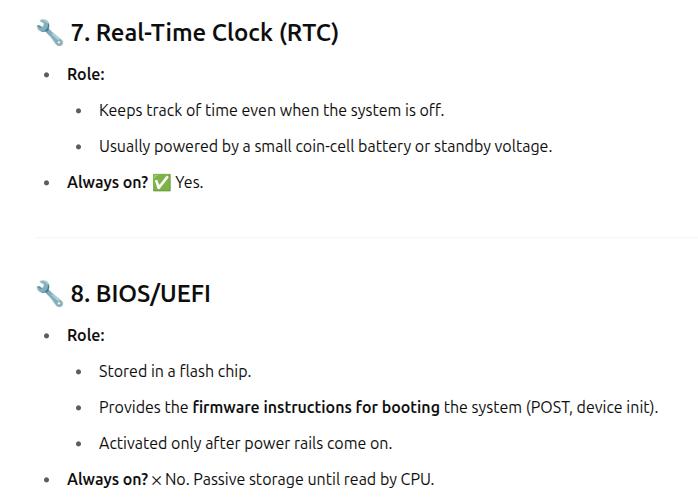 🔧 7. Real-Time Clock (RTC)
• Role:
• Keeps track of time even when the system is off.
• Usually powered by a small coin-cell battery or standby voltage.
• Always on? ✅ Yes.
🔧 8. BIOS/UEFI
• Role:
• Stored in a flash chip.
• Provides the firmware instructions for booting the system (POST, device init).
• Activated only after power rails come on.
• Always on? × No. Passive storage until read by CPU.